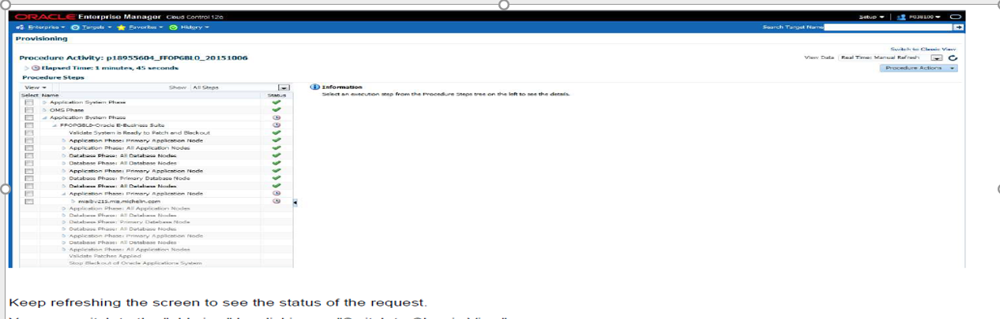 ORACLE Enterprise Manager Cloud Control 12c
Setup F038100
Enterprise Targets Favorites History
Search Target Name
Provisioning
Switch to Classic View
Procedure Activity: p18955604_FFOPGBL0_20151006
View Data Real Time: Manual Refresh
Elapsed Time: 1 minutes, 45 seconds
Procedure Actions
Procedure Steps
View Show All Steps
Select Name Status
Information
Select an execution step from the Procedure Steps tree on the left to see the details.
Application System Phase
OMS Phase
Application System Phase
FFOPGBL0-Oracle E-Business Suite
Validate System is Ready to Patch and Blackout
Application Phase: Primary Application Node
Application Phase: All Application Nodes
Database Phase: All Database Nodes
Database Phase: All Database Nodes
Application Phase: Primary Application Node
Database Phase: Primary Database Node
Database Phase: All Database Nodes
Application Phase: Primary Application Node
Application Phase: All Application Nodes
Database Phase: All Database Nodes
Database Phase: Primary Database Node
Database Phase: All Database Nodes
Application Phase: Primary Application Node
Database Phase: All Database Nodes
Application Phase: All Application Nodes
Validate Patches Applied
Stop Blackout of Oracle Applications System
Keep refreshing the screen to see the status of the request.